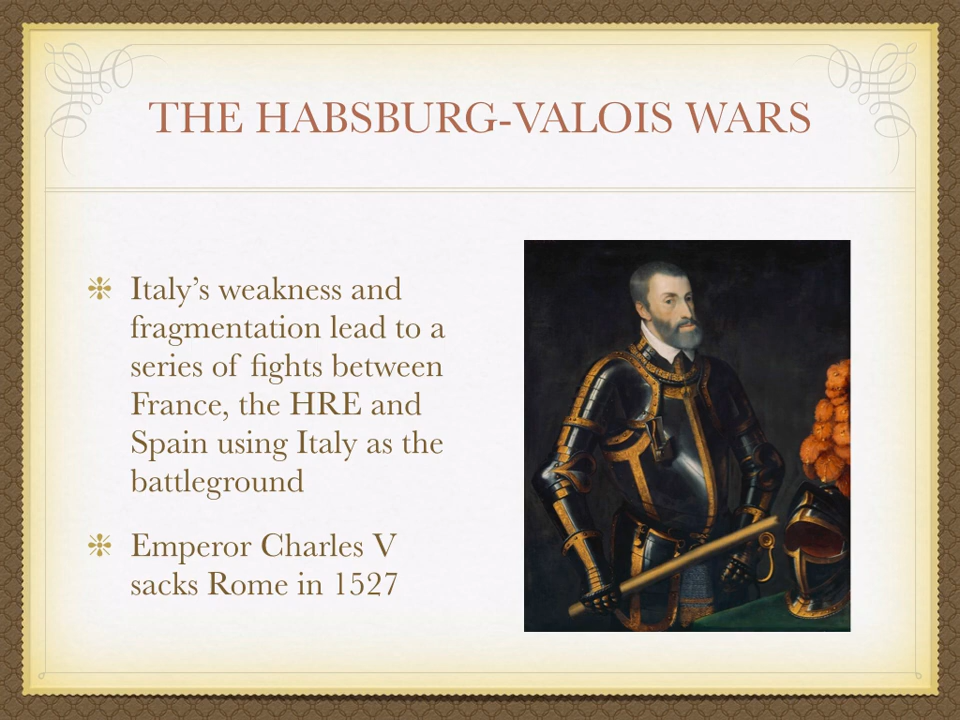 THE HABSBURG-VALOIS WARS
Italy’s weakness and
fragmentation lead to a
series of fights between
France, the HRE and
Spain using Italy as the
battleground
Emperor Charles V
sacks Rome in 1527